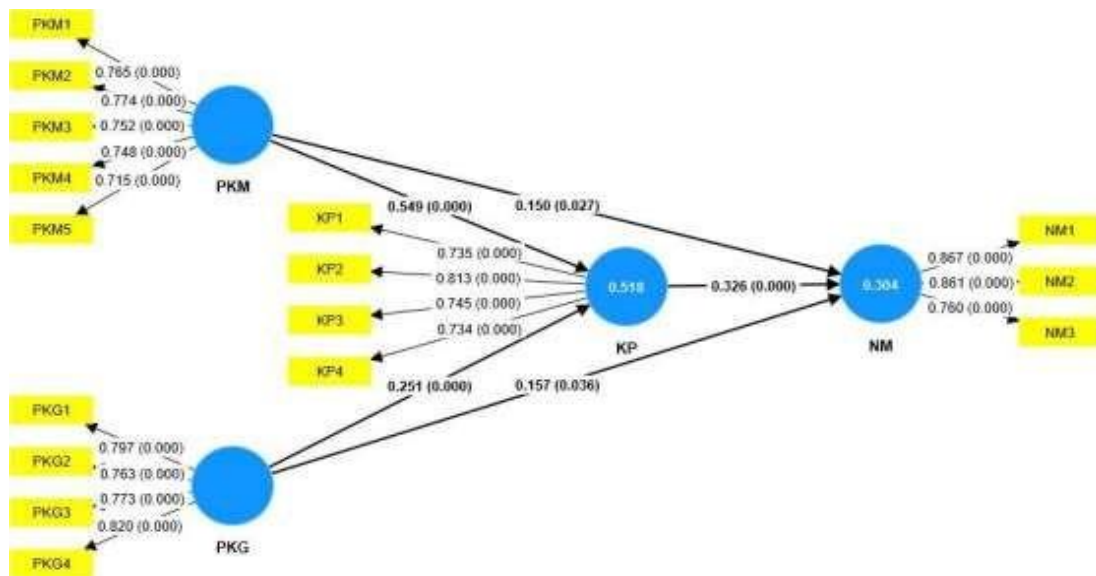 PKM1
0.765 (0.000)
PKM2
0.774 (0.000)
PKM3
0.752 (0.000)
PKM4
0.748 (0.000)
0.715 (0.000)
PKM5
PKM
0.549 (0.000)
0.150 (0.027)
KP1
0.735 (0.000)
KP2
0.813 (0.000)
KP3
0.745 (0.000)
KP4
0.734 (0.000)
0.518
KP
0.326 (0.000)
0.304
NM
NM1
0.867 (0.000)
NM2
0.861 (0.000)
0.760 (0.000)
NM3
0.251 (0.000)
0.157 (0.036)
PKG1
0.797 (0.000)
PKG2
0.763 (0.000)
0.773 (0.000)
PKG3
0.820 (0.000)
PKG4
PKG